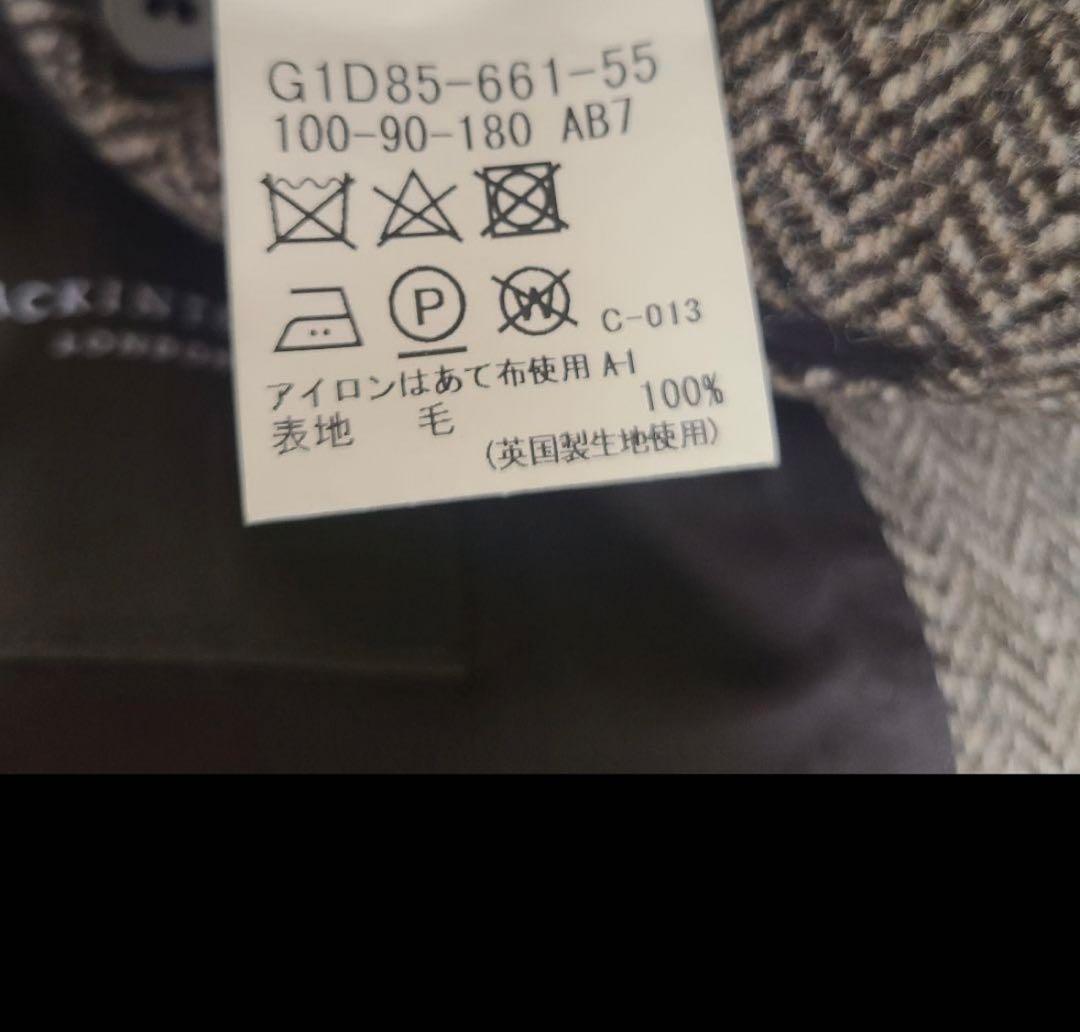 G1D85-661-55
100-90-180 AB7
P W C-013
アイロンはあて布使用 A-1
表地 毛 100%
(英国製生地使用)